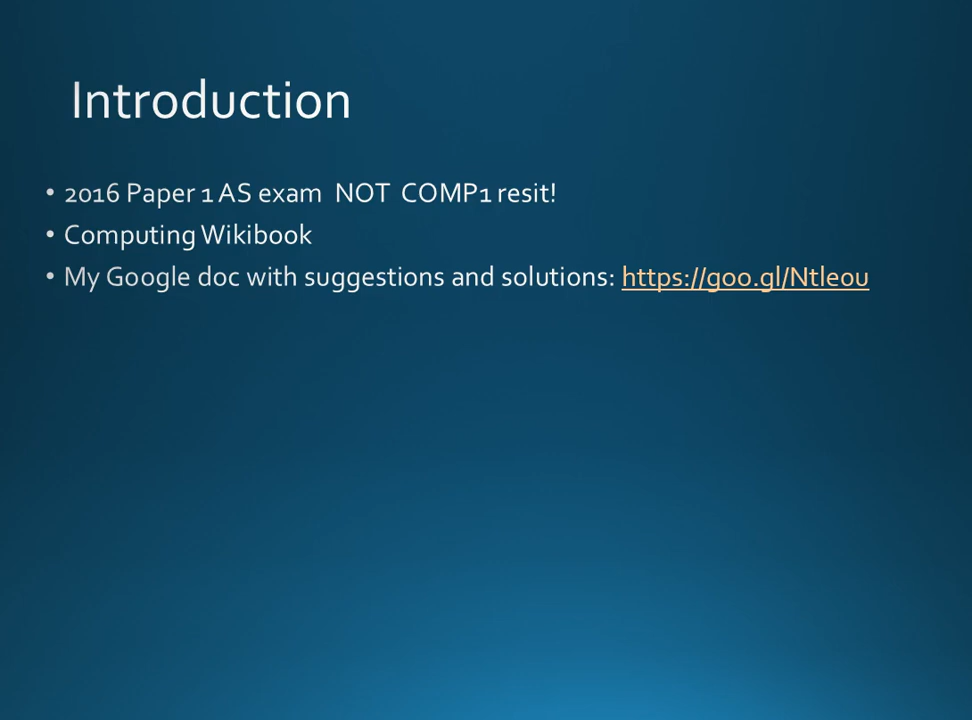 Introduction
• 2016 Paper 1 AS exam  NOT  COMP1 resit!
• Computing Wikibook
• My Google doc with suggestions and solutions: https://goo.gl/Ntleou